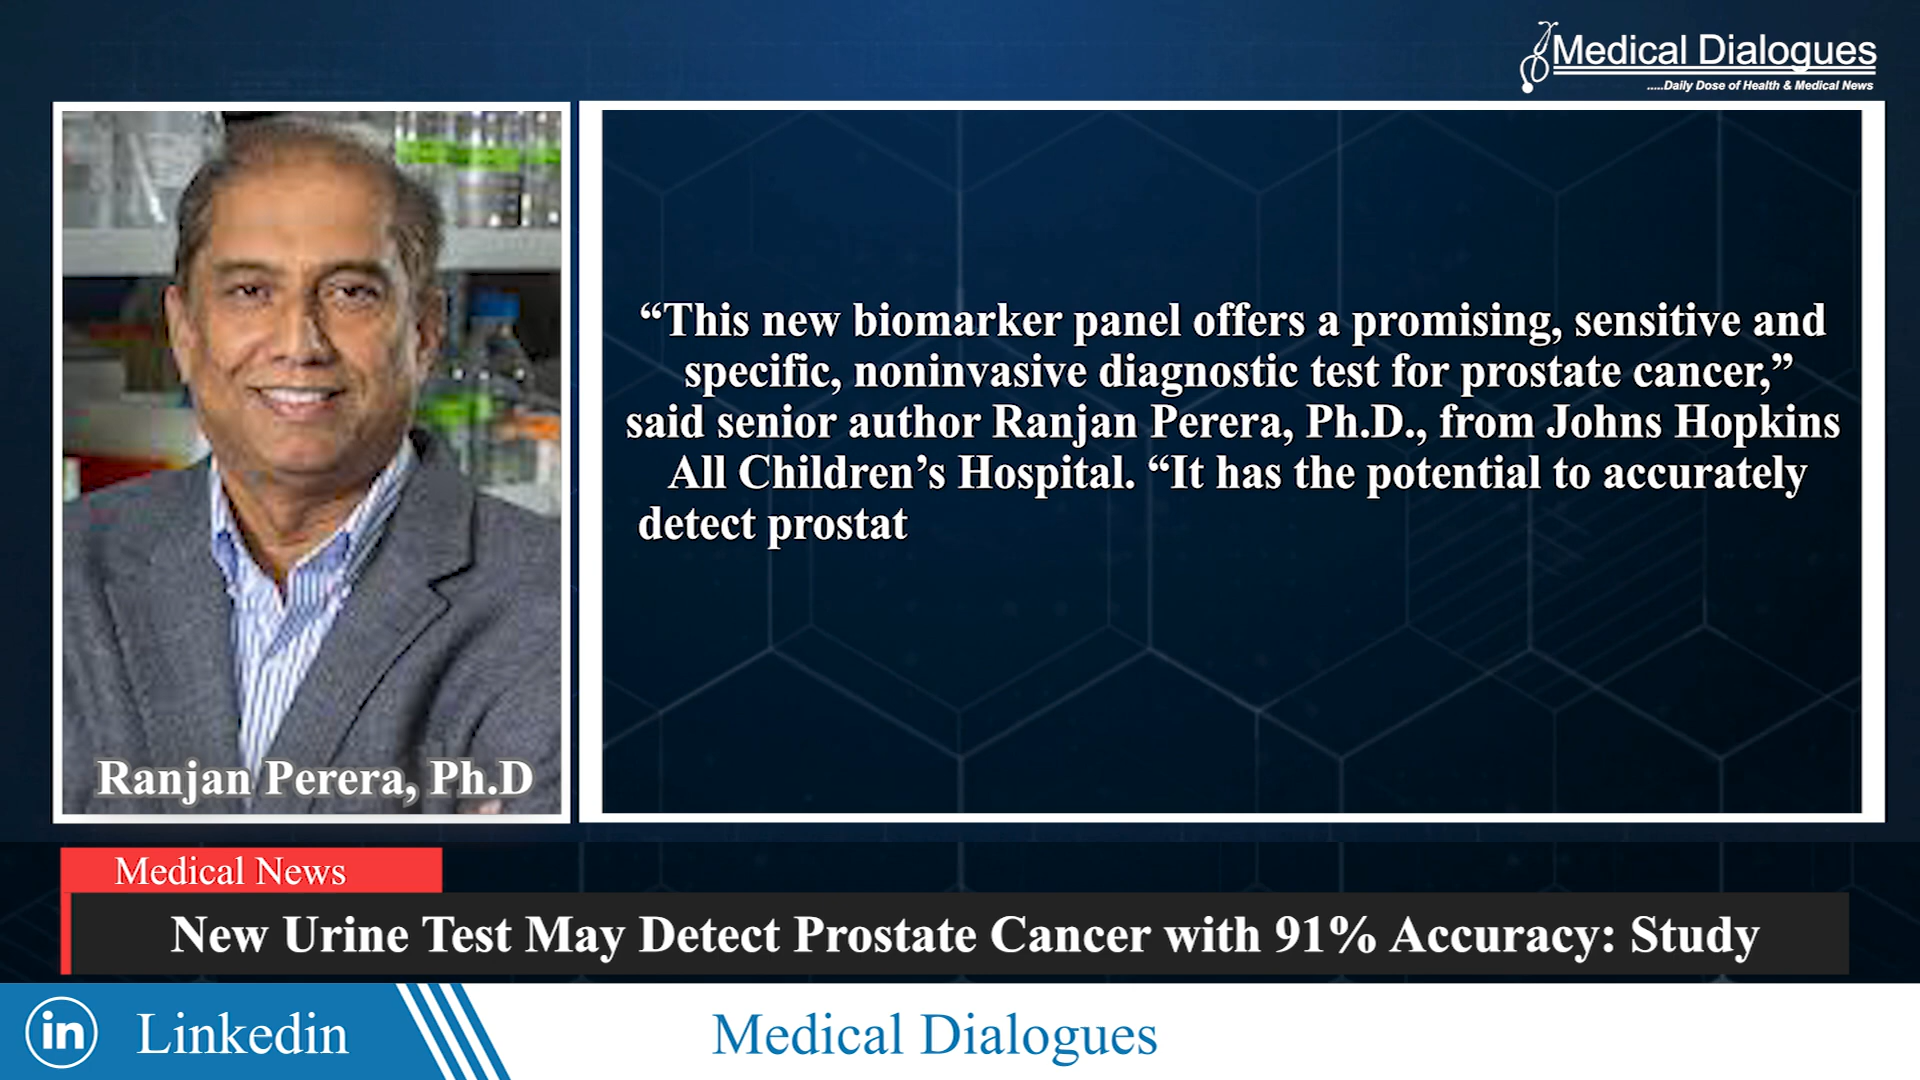 Medical Dialogues
.....Daily Dose of Health & Medical News
“This new biomarker panel offers a promising, sensitive and
specific, noninvasive diagnostic test for prostate cancer,”
said senior author Ranjan Perera, Ph.D., from Johns Hopkins
All Children’s Hospital. “It has the potential to accurately
detect prostat
Ranjan Perera, Ph.D
Medical News
New Urine Test May Detect Prostate Cancer with 91% Accuracy: Study
in Linkedin
Medical Dialogues